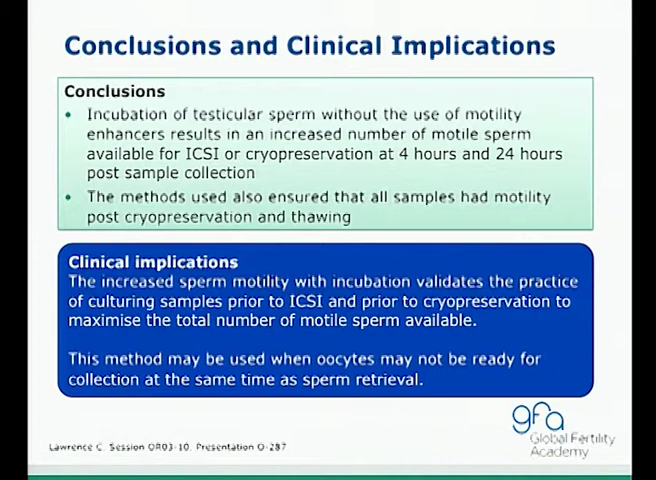 Conclusions and Clinical Implications
Conclusions
• Incubation of testicular sperm without the use of motility
enhancers results in an increased number of motile sperm
available for ICSI or cryopreservation at 4 hours and 24 hours
post sample collection
• The methods used also ensured that all samples had motility
post cryopreservation and thawing
Clinical implications
The increased sperm motility with incubation validates the practice
of culturing samples prior to ICSI and prior to cryopreservation to
maximise the total number of motile sperm available.
This method may be used when oocytes may not be ready for
collection at the same time as sperm retrieval.
gfa
Global Fertility
Academy
Lawrence C. Session OR03-10. Presentation O-287